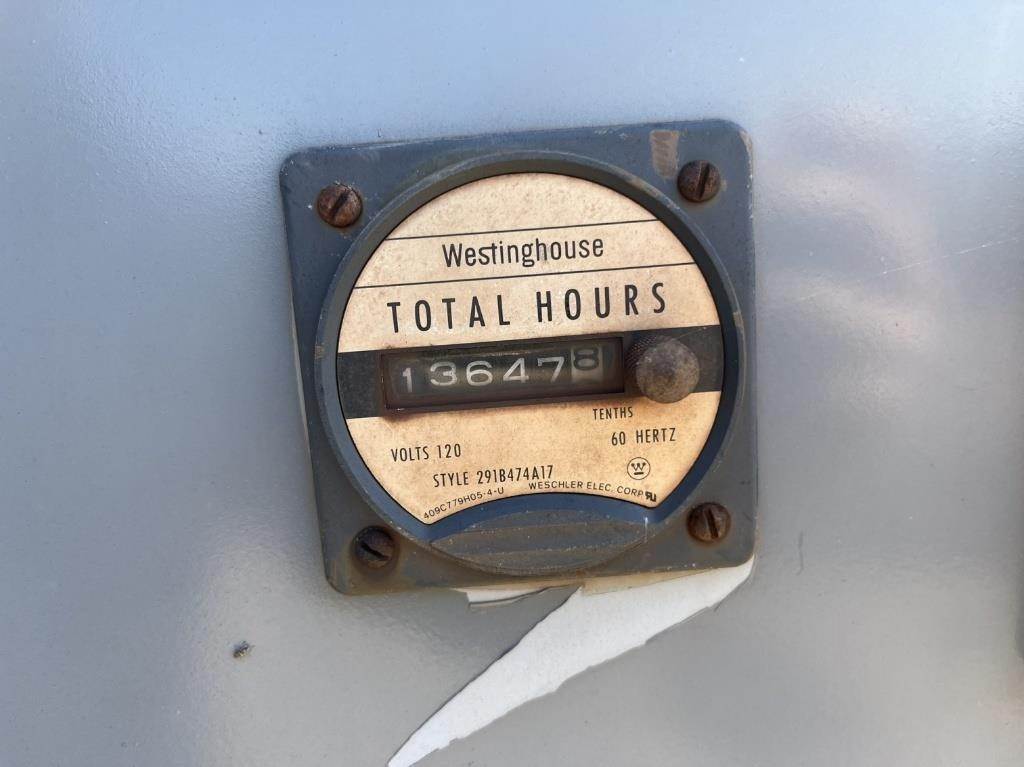 Westinghouse
TOTAL HOURS
136478
TENTHS
VOLTS 120
60 HERTZ
STYLE 291B474A17
W
409C779H05-4-U WESCHLER ELEC. CORP